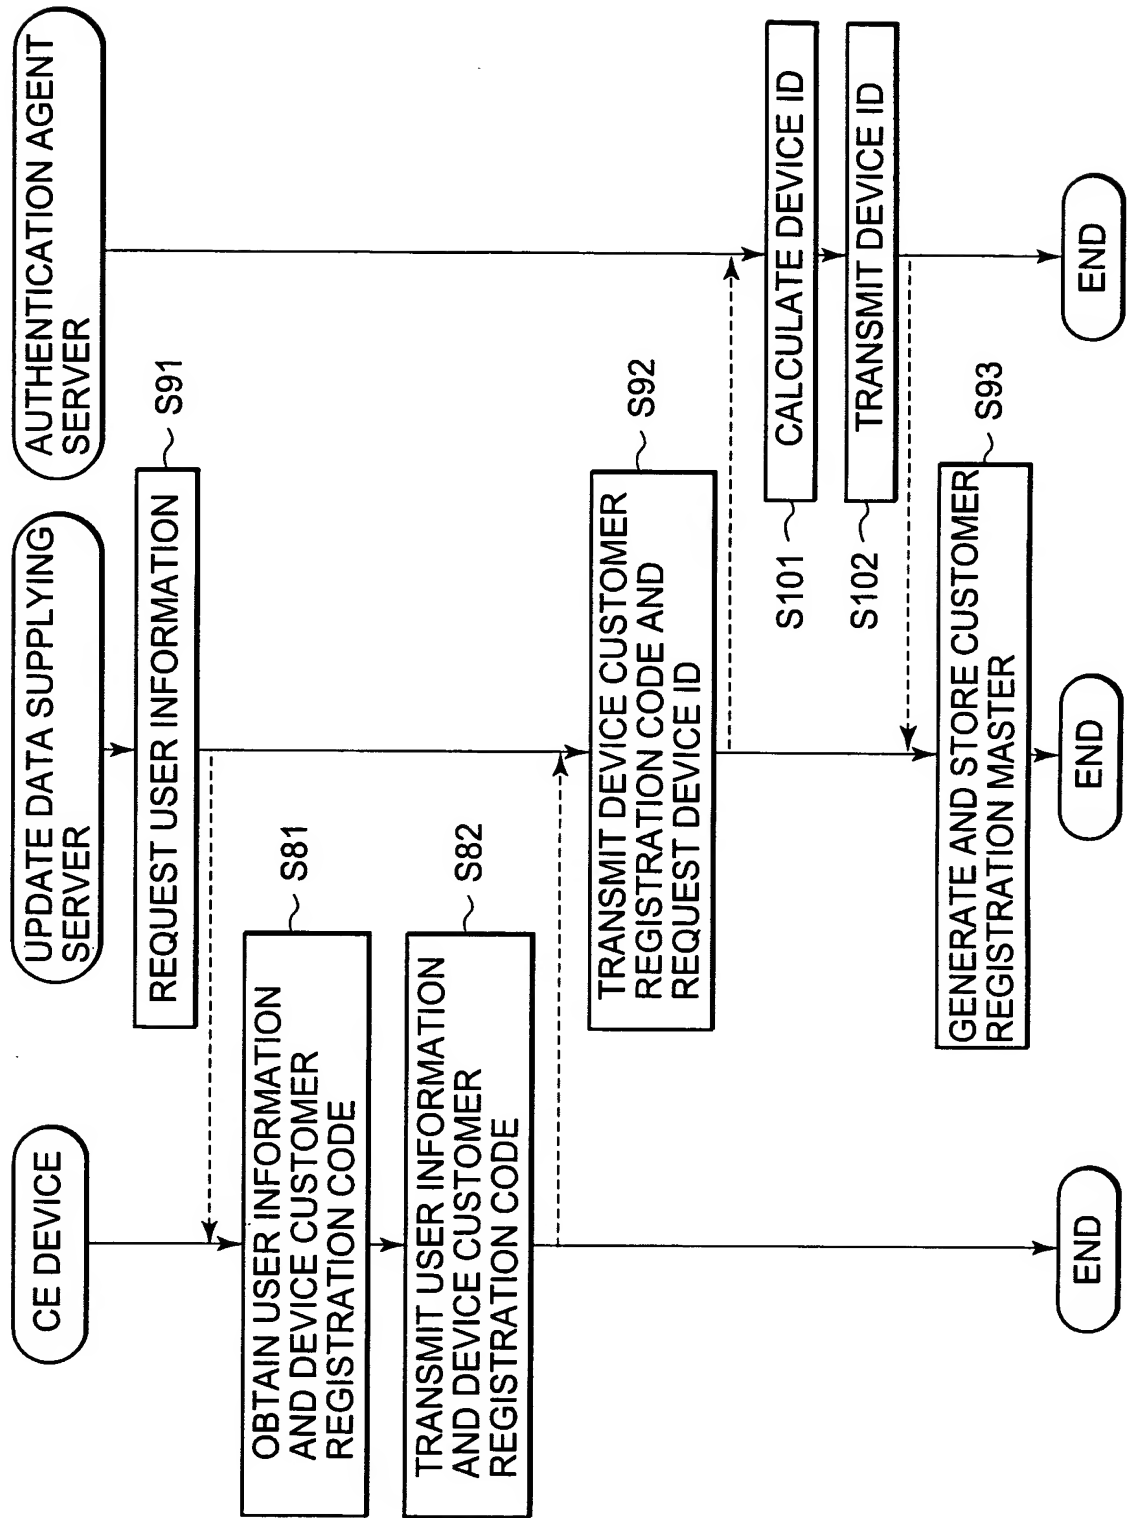 CE DEVICE
UPDATE DATA SUPPLYING
SERVER
AUTHENTICATION AGENT
SERVER
REQUEST USER INFORMATION
S91
OBTAIN USER INFORMATION
AND DEVICE CUSTOMER
REGISTRATION CODE
S81
TRANSMIT USER INFORMATION
AND DEVICE CUSTOMER
REGISTRATION CODE
S82
TRANSMIT DEVICE CUSTOMER
REGISTRATION CODE AND
REQUEST DEVICE ID
S92
S101
CALCULATE DEVICE ID
S102
TRANSMIT DEVICE ID
GENERATE AND STORE CUSTOMER
REGISTRATION MASTER
S93
END
END
END